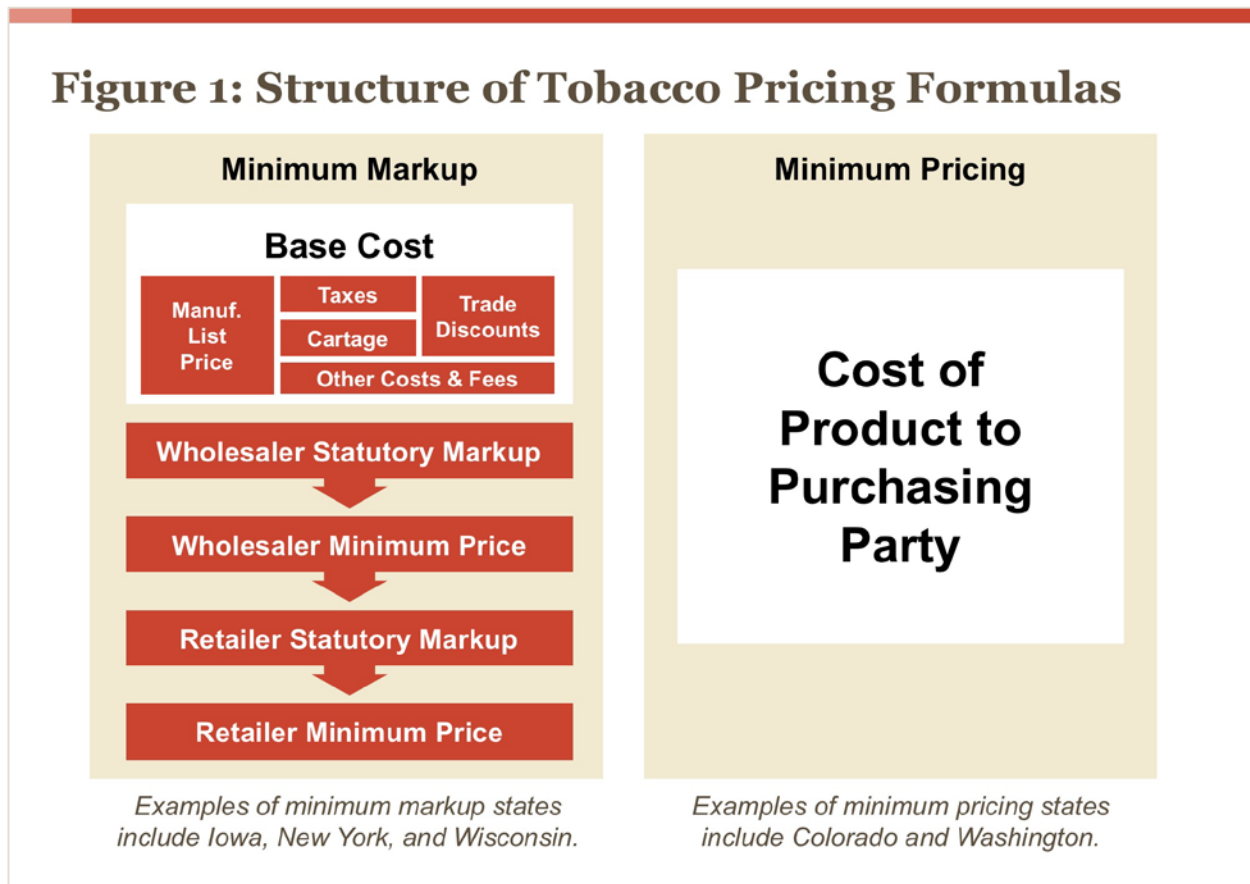 Figure 1: Structure of Tobacco Pricing Formulas
Minimum Markup
Base Cost
Manuf.
List
Price
Taxes
Cartage
Trade
Discounts
Other Costs & Fees
Wholesaler Statutory Markup
Wholesaler Minimum Price
Retailer Statutory Markup
Retailer Minimum Price
Examples of minimum markup states
include Iowa, New York, and Wisconsin.
Minimum Pricing
Cost of
Product to
Purchasing
Party
Examples of minimum pricing states
include Colorado and Washington.